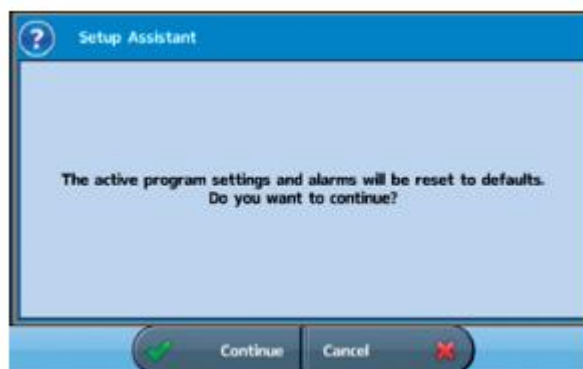 Setup Assistant
The active program settings and alarms will be reset to defaults.
Do you want to continue?
Continue Cancel